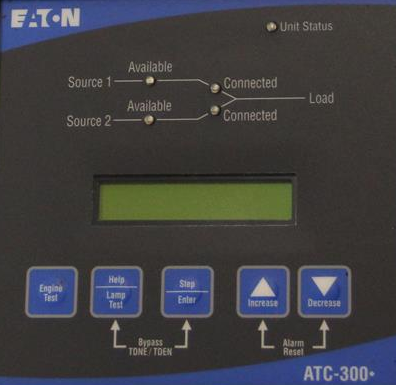 EATON
Unit Status
Available
Source 1
Connected
Load
Available
Source 2
Connected
Engine
Test
Help
Lamp
Test
Step
Enter
Increase
Decrease
Bypass
TDNE / TDEN
Alarm
Reset
ATC-300+